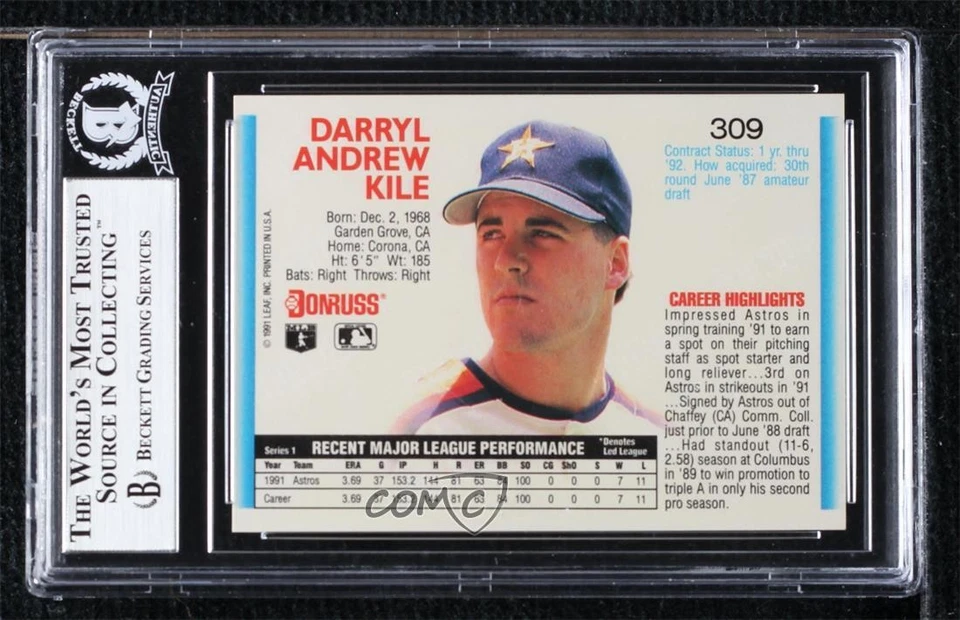 BECKETT
AUTHENTIC
B
THE WORLD'S MOST TRUSTED
SOURCE IN COLLECTING™
BECKETT GRADING SERVICES
B
DARRYL
ANDREW
KILE
Born: Dec. 2, 1968
Garden Grove, CA
Home: Corona, CA
Ht: 6'5" Wt: 185
Bats: Right Throws: Right
DONRUSS®
© 1991 LEAF, INC. PRINTED IN U.S.A.
309
Contract Status: 1 yr. thru
'92. How acquired: 30th
round June '87 amateur
draft
CAREER HIGHLIGHTS
Impressed Astros in
spring training '91 to earn
a spot on their pitching
staff as spot starter and
long reliever...3rd on
Astros in strikeouts in '91
...Signed by Astros out of
Chaffey (CA) Comm. Coll.
just prior to June '88 draft
...Had standout (11-6,
2.58) season at Columbus
in '89 to win promotion to
triple A in only his second
pro season.
Series 1 RECENT MAJOR LEAGUE PERFORMANCE *Denotes
Led League
Year Team ERA G IP H R ER BB SO CG ShO S W L
1991 Astros 3.69 37 153.2 144 81 63 84 100 0 0 0 7 11
Career 3.69 37 153.2 144 81 63 84 100 0 0 0 7 11
COMC